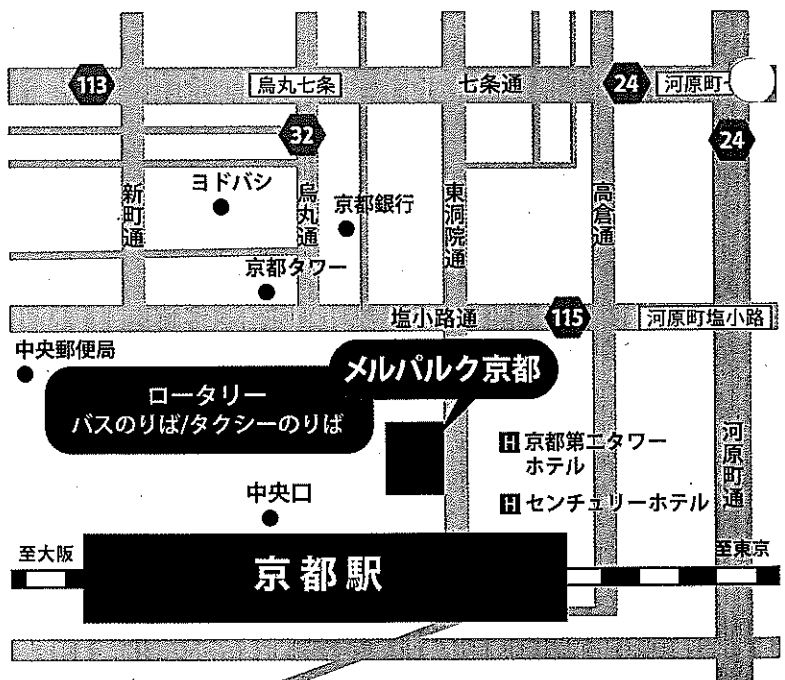 113
烏丸七条
七条通
24
河原町
32
24
ヨドバシ
新町通
烏丸通
京都銀行
東洞院通
高倉通
京都タワー
塩小路通
115
河原町塩小路
中央郵便局
メルパルク京都
ロータリー
バスのりば/タクシーのりば
H 京都第二タワー
ホテル
河原町通
中央口
H センチュリーホテル
至大阪
京都駅
至東京